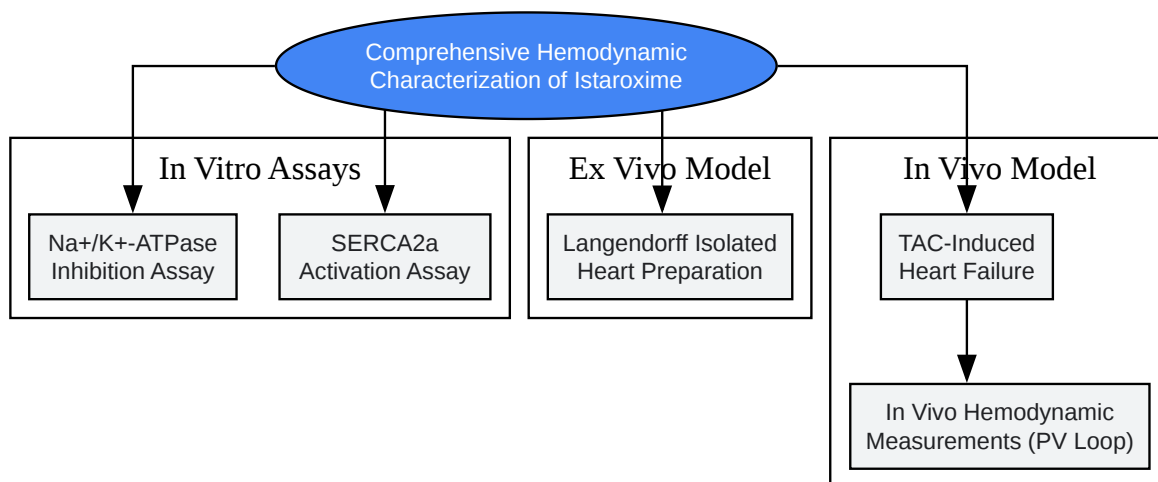 Comprehensive Hemodynamic
Characterization of Istaroxime
In Vitro Assays
Na+/K+-ATPase
Inhibition Assay
SERCA2a
Activation Assay
Ex Vivo Model
Langendorff Isolated
Heart Preparation
In Vivo Model
TAC-Induced
Heart Failure
In Vivo Hemodynamic
Measurements (PV Loop)